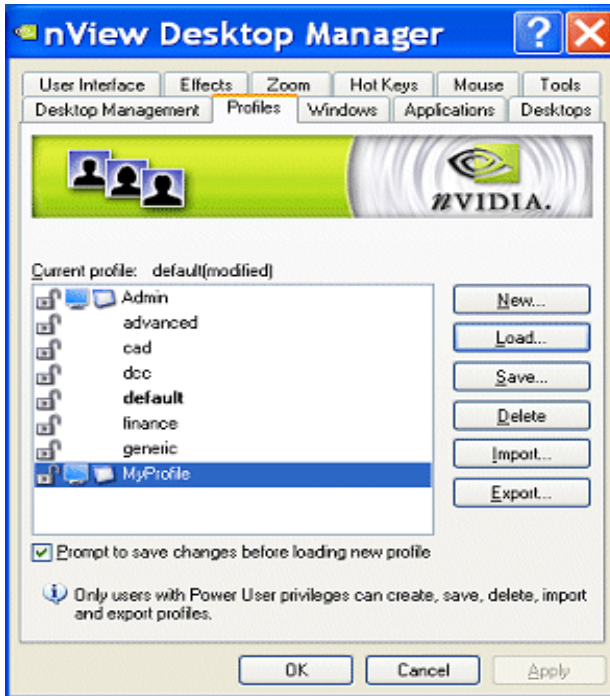 nView Desktop Manager
User Interface Effects Zoom Hot Keys Mouse Tools
Desktop Management Profiles Windows Applications Desktops
nVIDIA.
Current profile: default(modified)
Admin
advanced
cad
dcc
default
finance
generic
MyProfile
New...
Load...
Save...
Delete
Import...
Export...
Prompt to save changes before loading new profile
Only users with Power User privileges can create, save, delete, import
and export profiles.
OK Cancel Apply